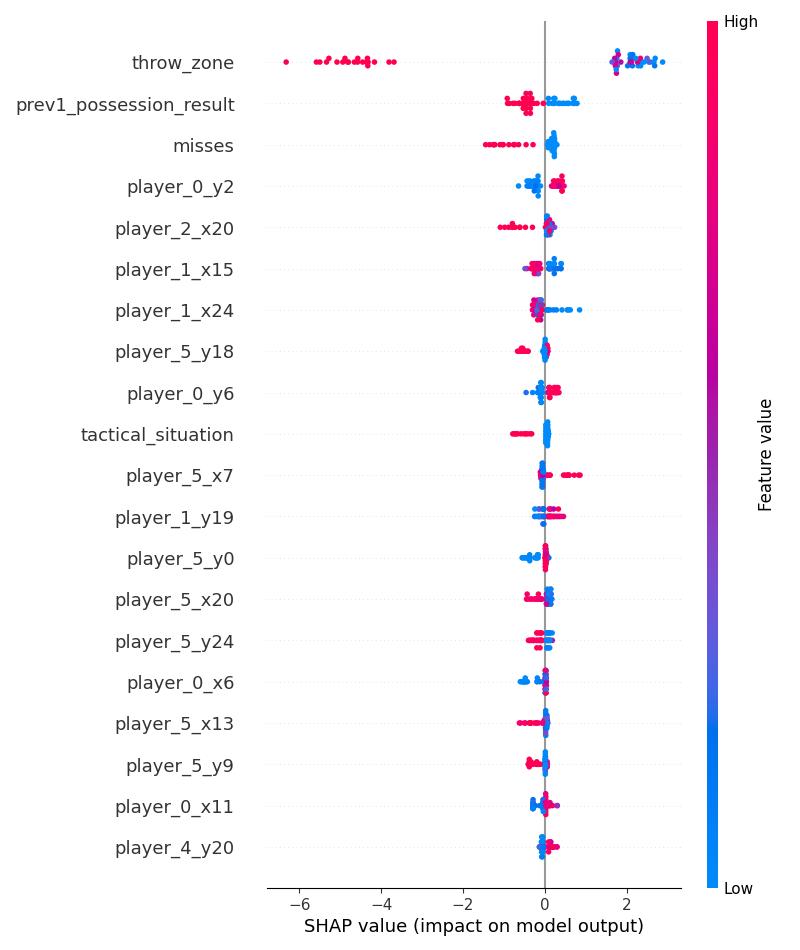 High
throw_zone
prev1_possession_result
misses
player_0_y2
player_2_x20
player_1_x15
player_1_x24
player_5_y18
player_0_y6
tactical_situation
player_5_x7
player_1_y19
player_5_y0
player_5_x20
player_5_y24
player_0_x6
player_5_x13
player_5_y9
player_0_x11
player_4_y20
Feature value
Low
−6 −4 −2 0 2
SHAP value (impact on model output)